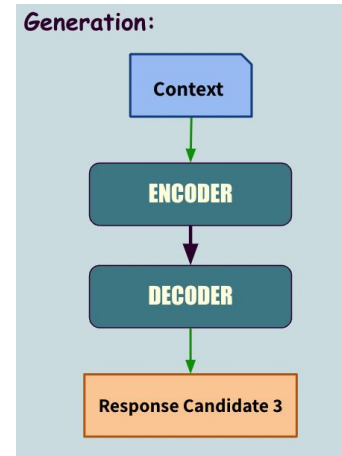 Generation:
Context
ENCODER
DECODER
Response Candidate 3